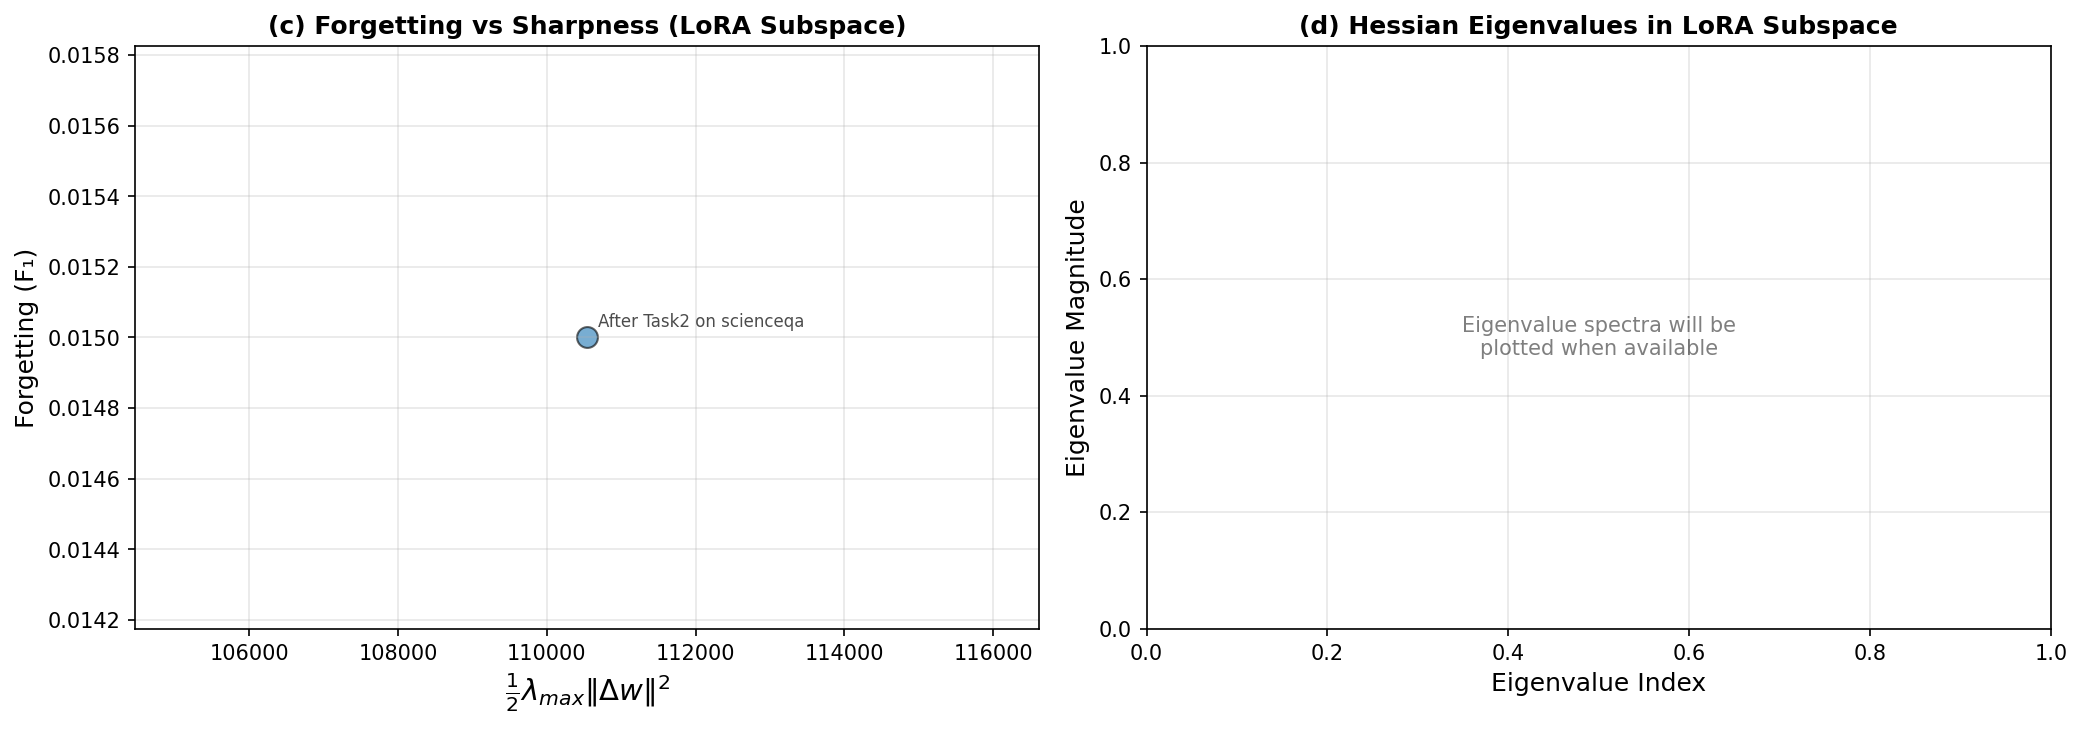 (c) Forgetting vs Sharpness (LoRA Subspace)
0.0158
0.0156
0.0154
0.0152
0.0150
0.0148
0.0146
0.0144
0.0142
Forgetting (F₁)
After Task2 on scienceqa
106000 108000 110000 112000 114000 116000
½λ_max‖Δw‖²
(d) Hessian Eigenvalues in LoRA Subspace
1.0
0.8
0.6
0.4
0.2
0.0
Eigenvalue Magnitude
Eigenvalue spectra will be
plotted when available
0.0 0.2 0.4 0.6 0.8 1.0
Eigenvalue Index